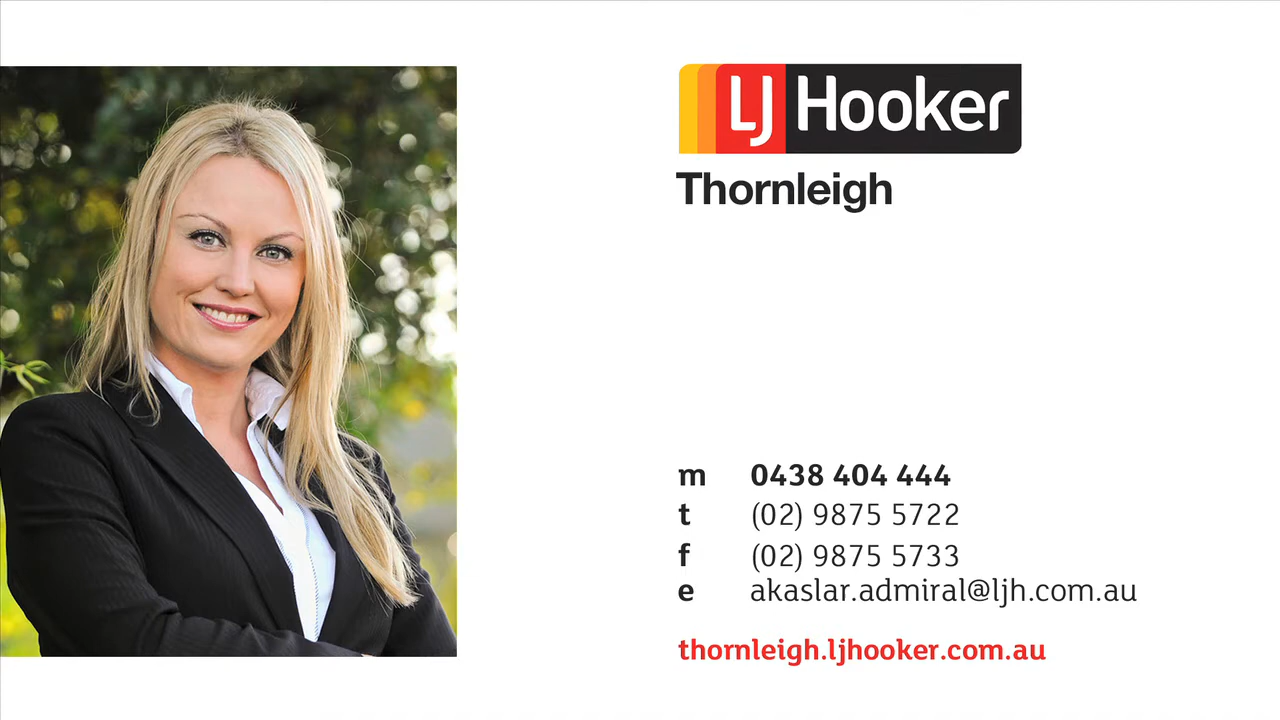 LJ Hooker
Thornleigh
m 0438 404 444
t (02) 9875 5722
f (02) 9875 5733
e akaslar.admiral@ljh.com.au
thornleigh.ljhooker.com.au